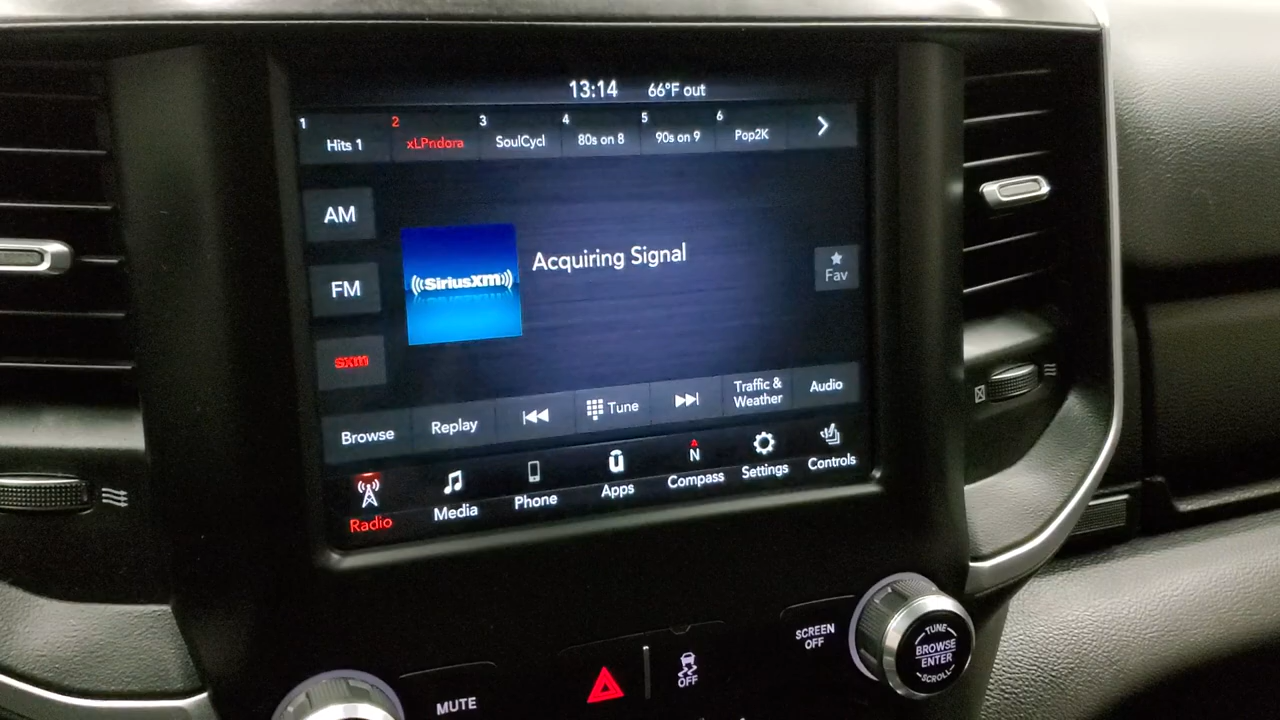 13:14 66°F out
1 Hits 1
2 xLPndora
3 SoulCycl
4 80s on 8
5 90s on 9
6 Pop2K
AM
FM
sxm
((SiriusXM))
Acquiring Signal
Fav
Browse
Replay
Tune
Traffic &
Weather
Audio
Radio
Media
Phone
Apps
N
Compass
Settings
Controls
MUTE
OFF
SCREEN
OFF
TUNE
BROWSE
ENTER
SCROLL